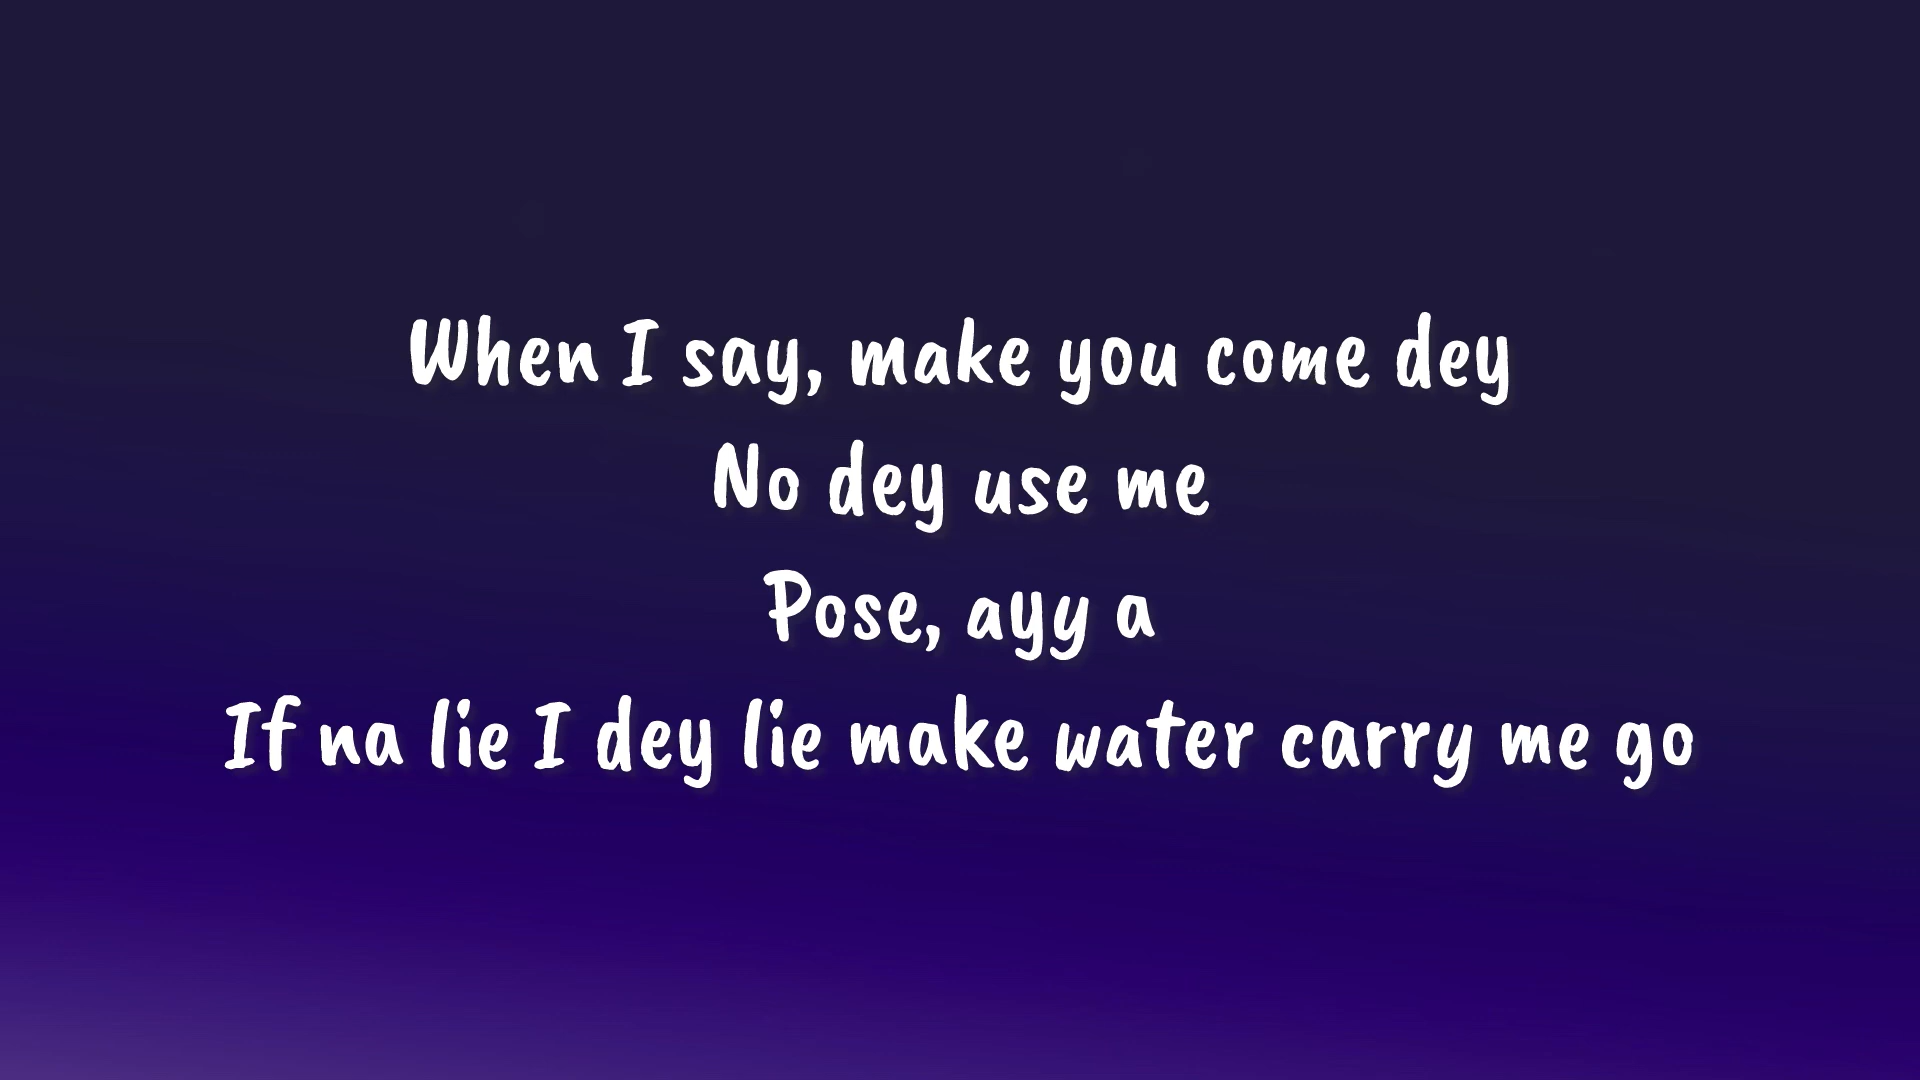 When I say, make you come dey
No dey use me
Pose, ayy a
If na lie I dey lie make water carry me go